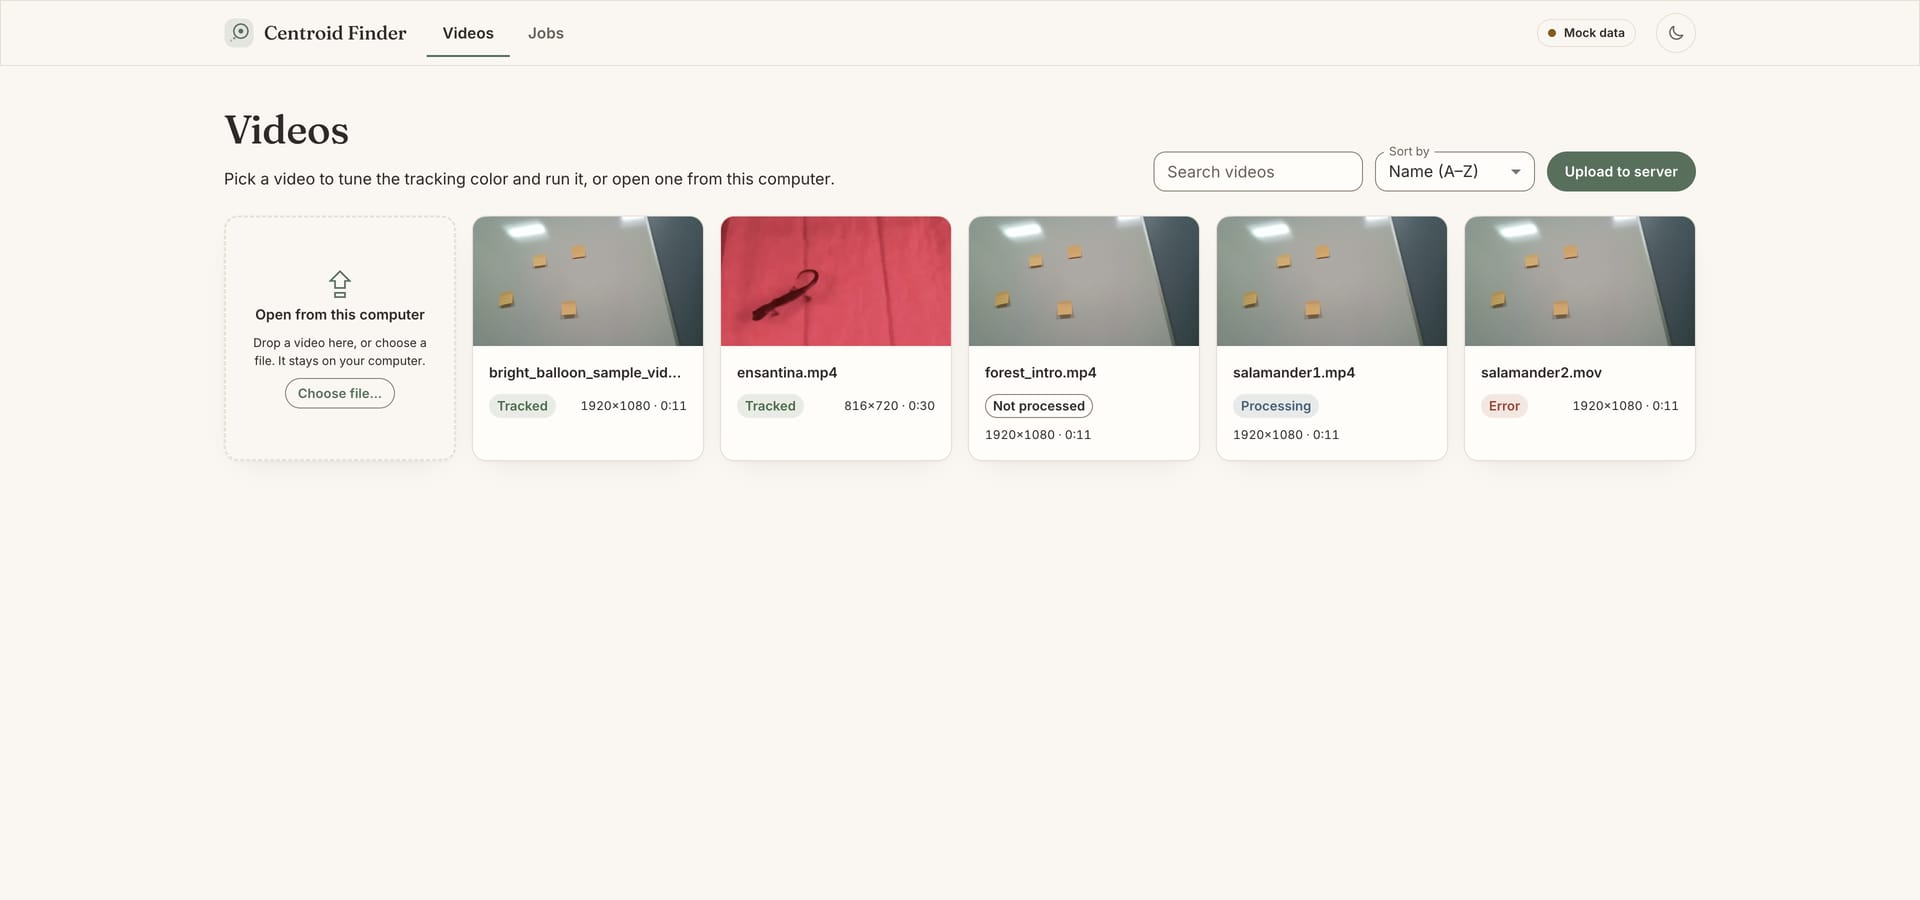 Centroid Finder
Videos
Jobs
Mock data
Videos
Pick a video to tune the tracking color and run it, or open one from this computer.
Search videos
Sort by
Name (A–Z)
Upload to server
Open from this computer
Drop a video here, or choose a
file. It stays on your computer.
Choose file...
bright_balloon_sample_vid...
Tracked
1920×1080 · 0:11
ensantina.mp4
Tracked
816×720 · 0:30
forest_intro.mp4
Not processed
1920×1080 · 0:11
salamander1.mp4
Processing
1920×1080 · 0:11
salamander2.mov
Error
1920×1080 · 0:11